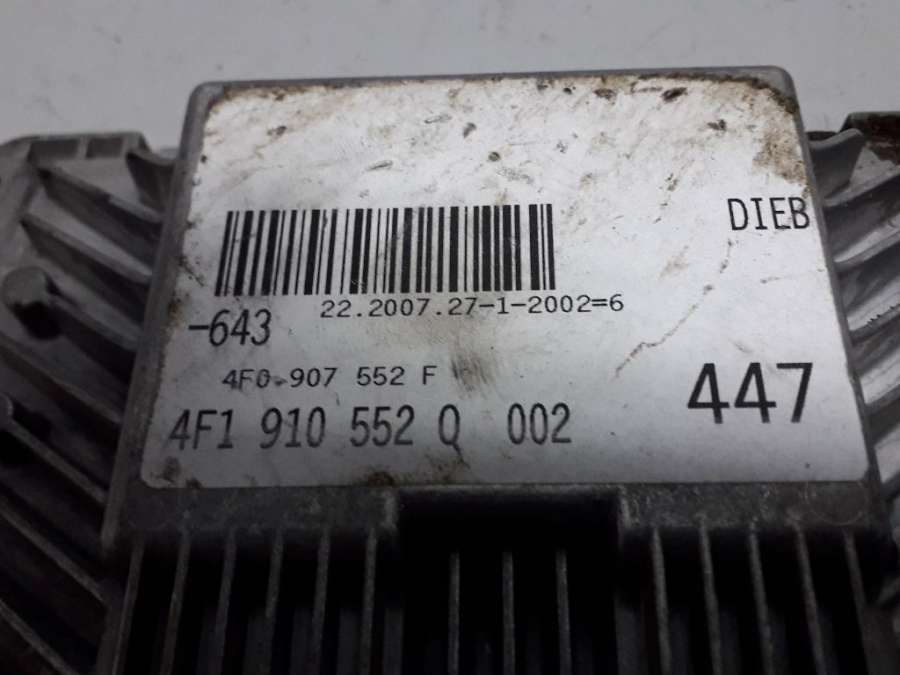 DIEB
22.2007.27-1-2002=6
-643
4F0 907 552 F
447
4F1 910 552 Q 002